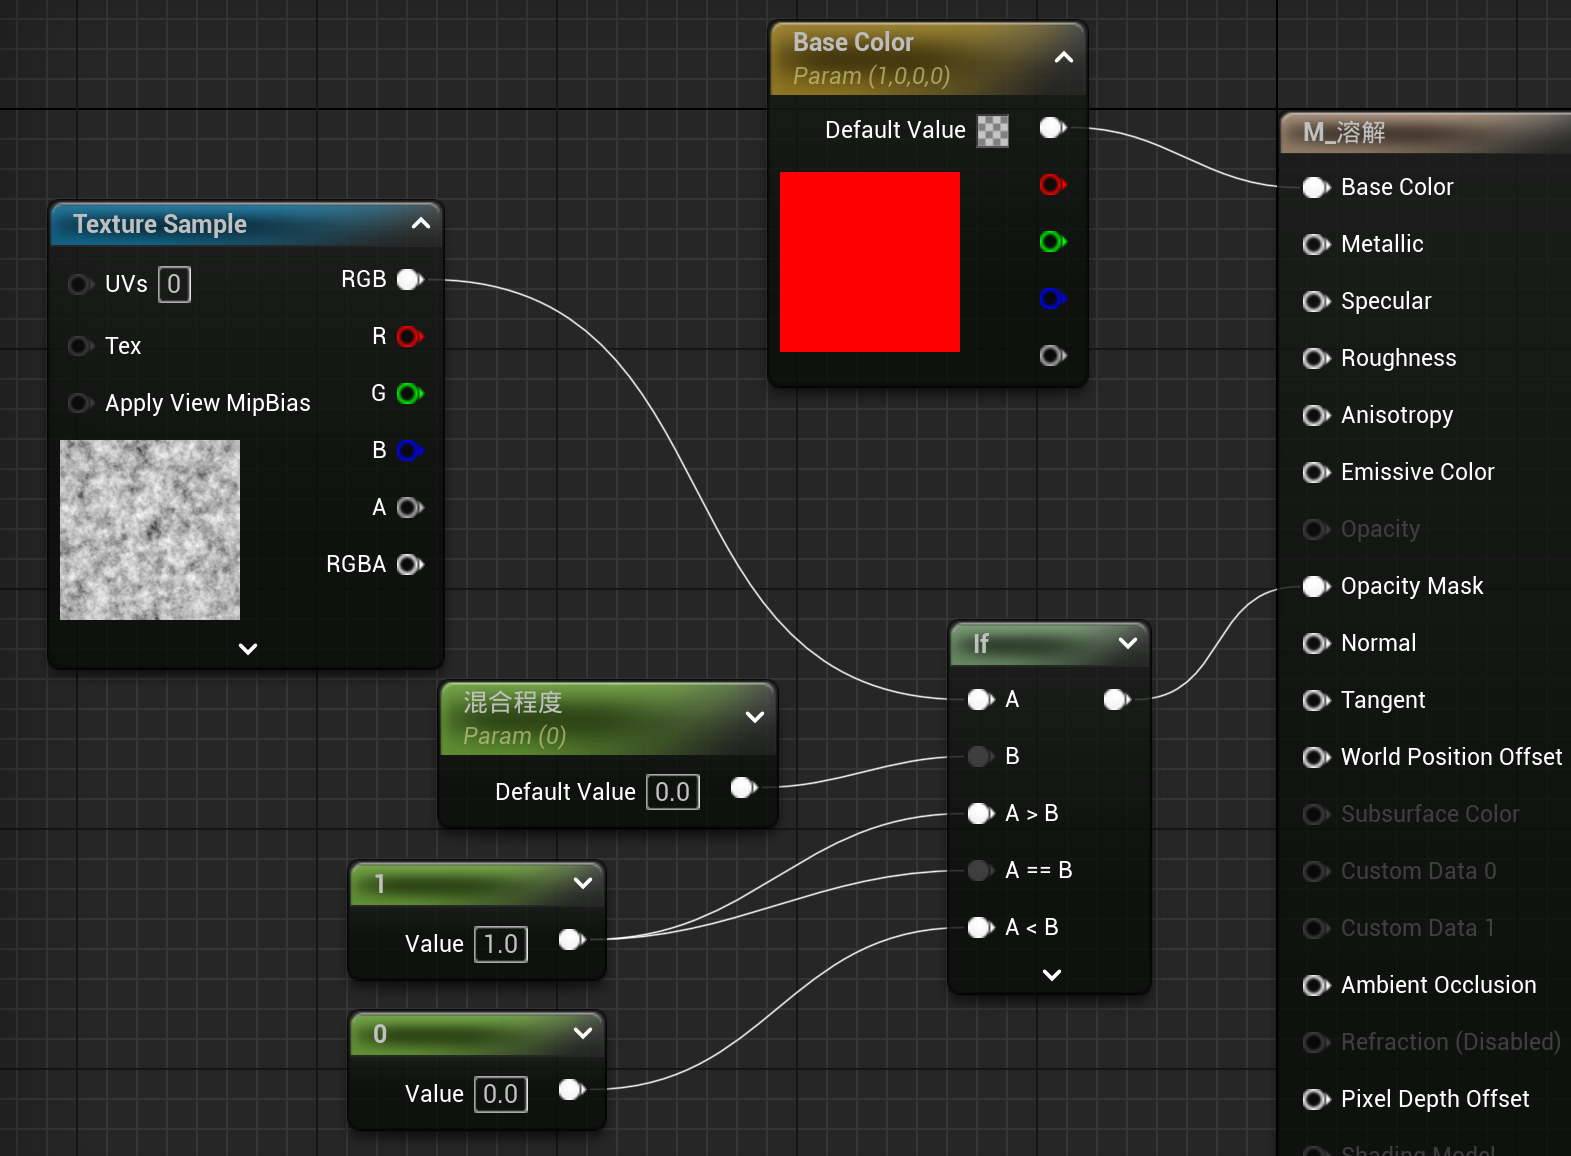 Base Color
Param (1,0,0,0)
Default Value
M_溶解
Base Color
Metallic
Specular
Roughness
Anisotropy
Emissive Color
Opacity
Opacity Mask
Normal
Tangent
World Position Offset
Subsurface Color
Custom Data 0
Custom Data 1
Ambient Occlusion
Refraction (Disabled)
Pixel Depth Offset
Shading Model
Texture Sample
UVs 0
RGB
Tex
R
Apply View MipBias
G
B
A
RGBA
混合程度
Param (0)
Default Value 0.0
If
A
B
A > B
A == B
A < B
1
Value 1.0
0
Value 0.0